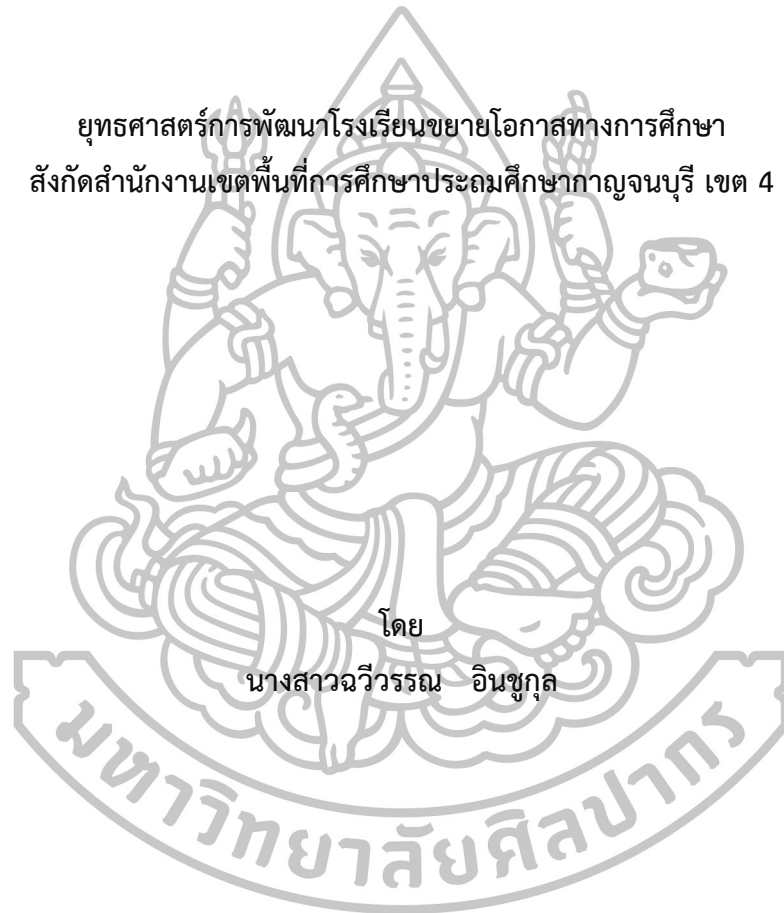 ยุทธศาสตร์การพัฒนาโรงเรียนขยายโอกาสทางการศึกษา
สังกัดสำนักงานเขตพื้นที่การศึกษาประถมศึกษากาญจนบุรี เขต 4
โดย
นางสาวฉวีวรรณ อินชูกุล
มหาวิทยาลัยศิลปากร